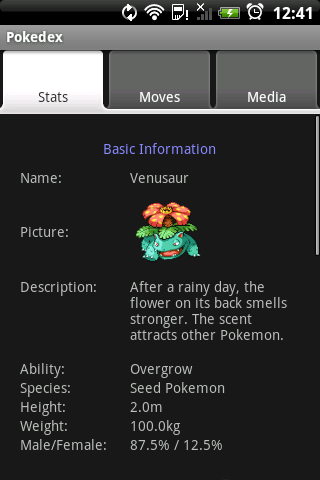 12:41
Pokedex
Stats Moves Media
Basic Information
Name: Venusaur
Picture:
Description: After a rainy day, the
flower on its back smells
stronger. The scent
attracts other Pokemon.
Ability: Overgrow
Species: Seed Pokemon
Height: 2.0m
Weight: 100.0kg
Male/Female: 87.5% / 12.5%